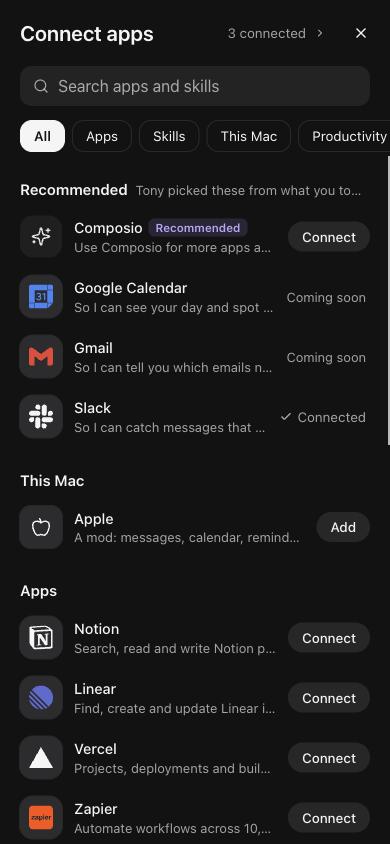 Connect apps
3 connected
Search apps and skills
All
Apps
Skills
This Mac
Productivity
Recommended Tony picked these from what you to...
Composio Recommended
Use Composio for more apps a...
Connect
Google Calendar
So I can see your day and spot ...
Coming soon
31
Gmail
So I can tell you which emails n...
Coming soon
Slack
So I can catch messages that ...
Connected
This Mac
Apple
A mod: messages, calendar, remind...
Add
Apps
Notion
Search, read and write Notion p...
Connect
Linear
Find, create and update Linear i...
Connect
Vercel
Projects, deployments and buil...
Connect
zapier
Zapier
Automate workflows across 10,...
Connect